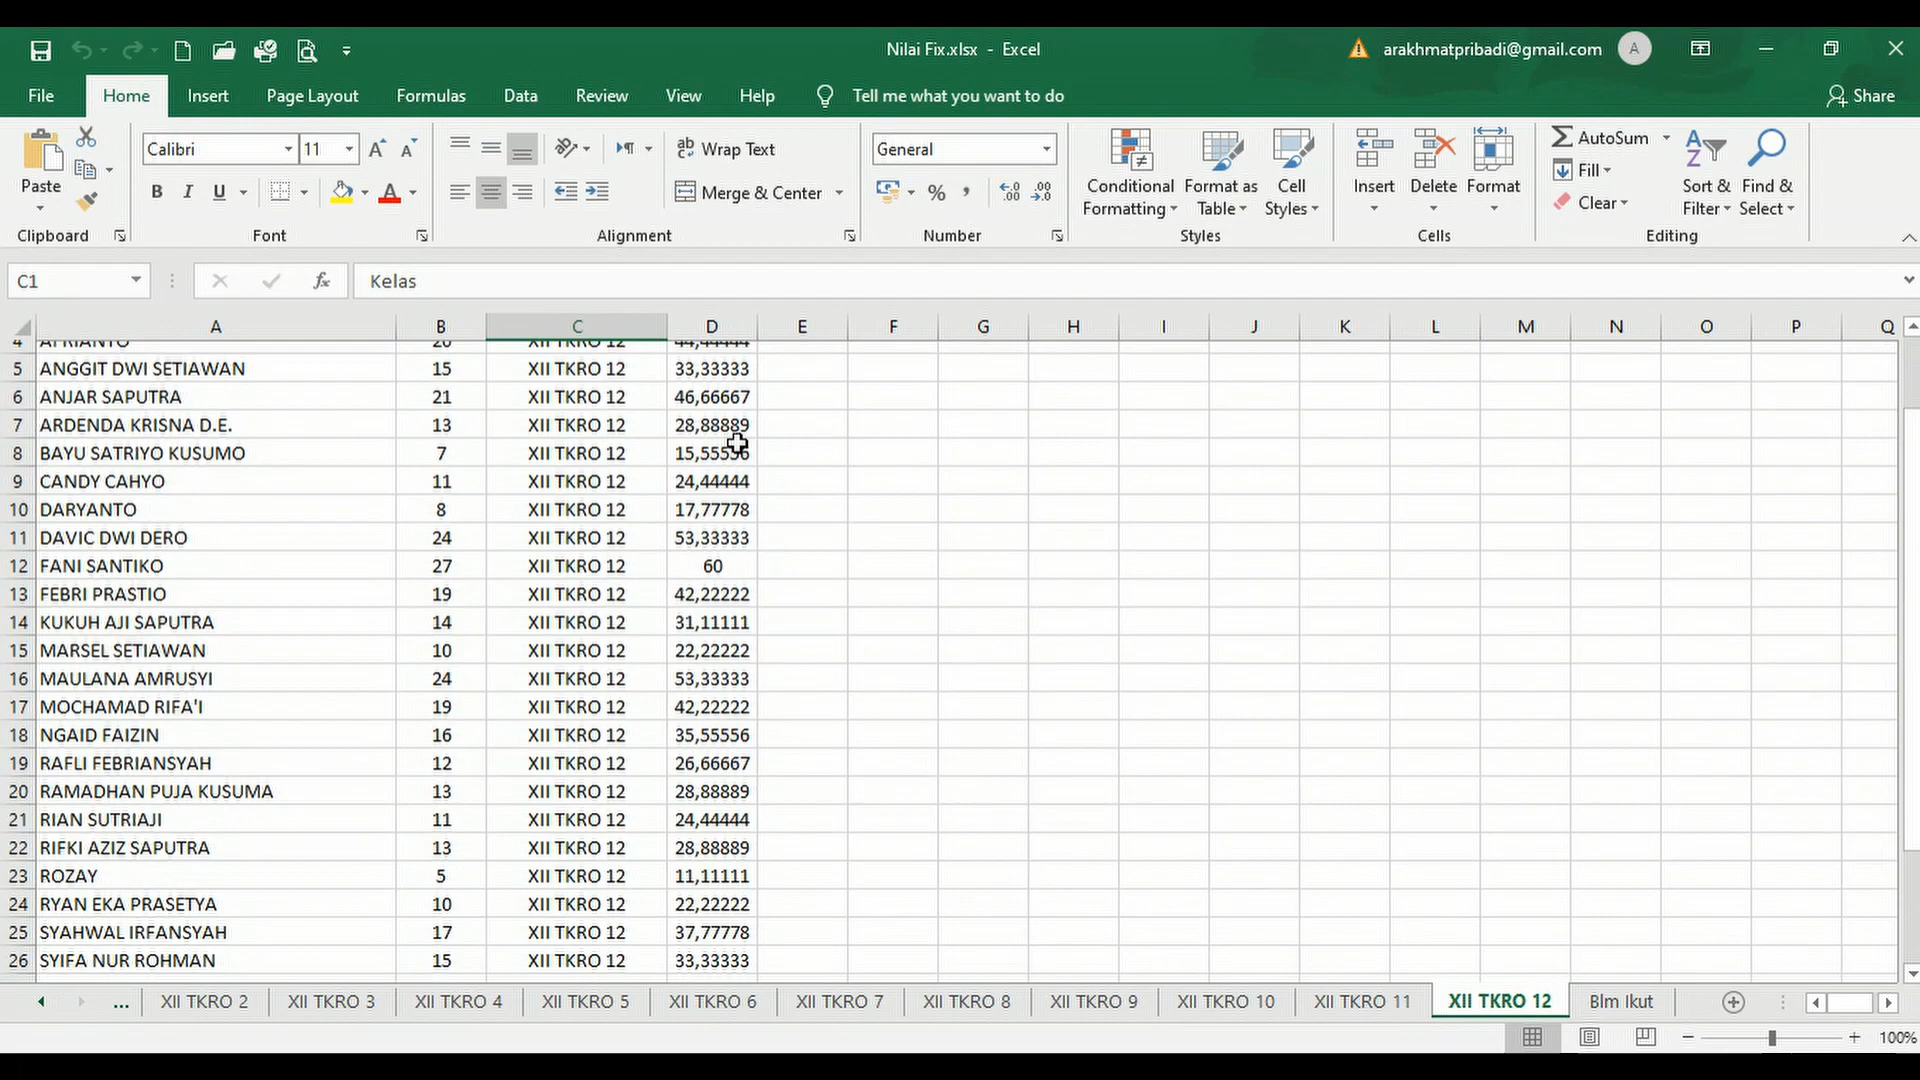 Nilai Fix.xlsx - Excel
arakhmatpribadi@gmail.com
A
File Home Insert Page Layout Formulas Data Review View Help Tell me what you want to do Share
Paste
Clipboard
Calibri 11
B I U
Font
Wrap Text
Merge & Center
Alignment
General
Number
Conditional Formatting
Format as Table
Cell Styles
Styles
Insert Delete Format
Cells
AutoSum
Fill
Clear
Sort & Filter
Find & Select
Editing
C1 fx Kelas
A B C D E F G H I J K L M N O P Q
4 20 XII TKRO 12 44,44444
5 ANGGIT DWI SETIAWAN 15 XII TKRO 12 33,33333
6 ANJAR SAPUTRA 21 XII TKRO 12 46,66667
7 ARDENDA KRISNA D.E. 13 XII TKRO 12 28,88889
8 BAYU SATRIYO KUSUMO 7 XII TKRO 12 15,55556
9 CANDY CAHYO 11 XII TKRO 12 24,44444
10 DARYANTO 8 XII TKRO 12 17,77778
11 DAVIC DWI DERO 24 XII TKRO 12 53,33333
12 FANI SANTIKO 27 XII TKRO 12 60
13 FEBRI PRASTIO 19 XII TKRO 12 42,22222
14 KUKUH AJI SAPUTRA 14 XII TKRO 12 31,11111
15 MARSEL SETIAWAN 10 XII TKRO 12 22,22222
16 MAULANA AMRUSYI 24 XII TKRO 12 53,33333
17 MOCHAMAD RIFA'I 19 XII TKRO 12 42,22222
18 NGAID FAIZIN 16 XII TKRO 12 35,55556
19 RAFLI FEBRIANSYAH 12 XII TKRO 12 26,66667
20 RAMADHAN PUJA KUSUMA 13 XII TKRO 12 28,88889
21 RIAN SUTRIAJI 11 XII TKRO 12 24,44444
22 RIFKI AZIZ SAPUTRA 13 XII TKRO 12 28,88889
23 ROZAY 5 XII TKRO 12 11,11111
24 RYAN EKA PRASETYA 10 XII TKRO 12 22,22222
25 SYAHWAL IRFANSYAH 17 XII TKRO 12 37,77778
26 SYIFA NUR ROHMAN 15 XII TKRO 12 33,33333
... XII TKRO 2 XII TKRO 3 XII TKRO 4 XII TKRO 5 XII TKRO 6 XII TKRO 7 XII TKRO 8 XII TKRO 9 XII TKRO 10 XII TKRO 11 XII TKRO 12 Blm Ikut
100%